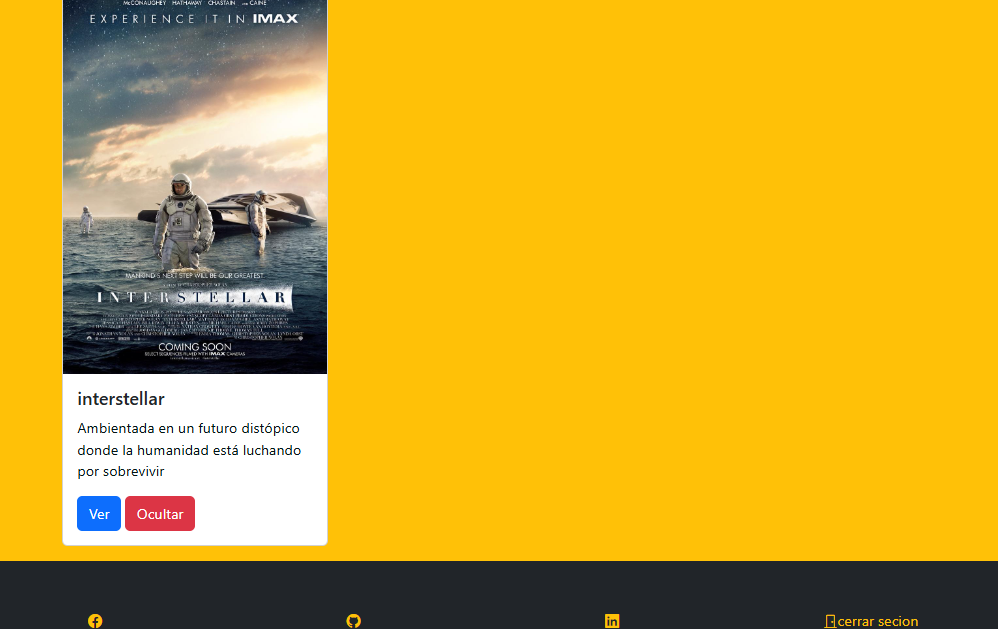 McCONAUGHEY HATHAWAY CHASTAIN AND CAINE
EXPERIENCE IT IN IMAX
MANKIND'S NEXT STEP WILL BE OUR GREATEST
INTERSTELLAR
COMING SOON
SELECT SEQUENCES FILMED WITH IMAX CAMERAS
interstellar
Ambientada en un futuro distópico
donde la humanidad está luchando
por sobrevivir
Ver Ocultar
cerrar secion